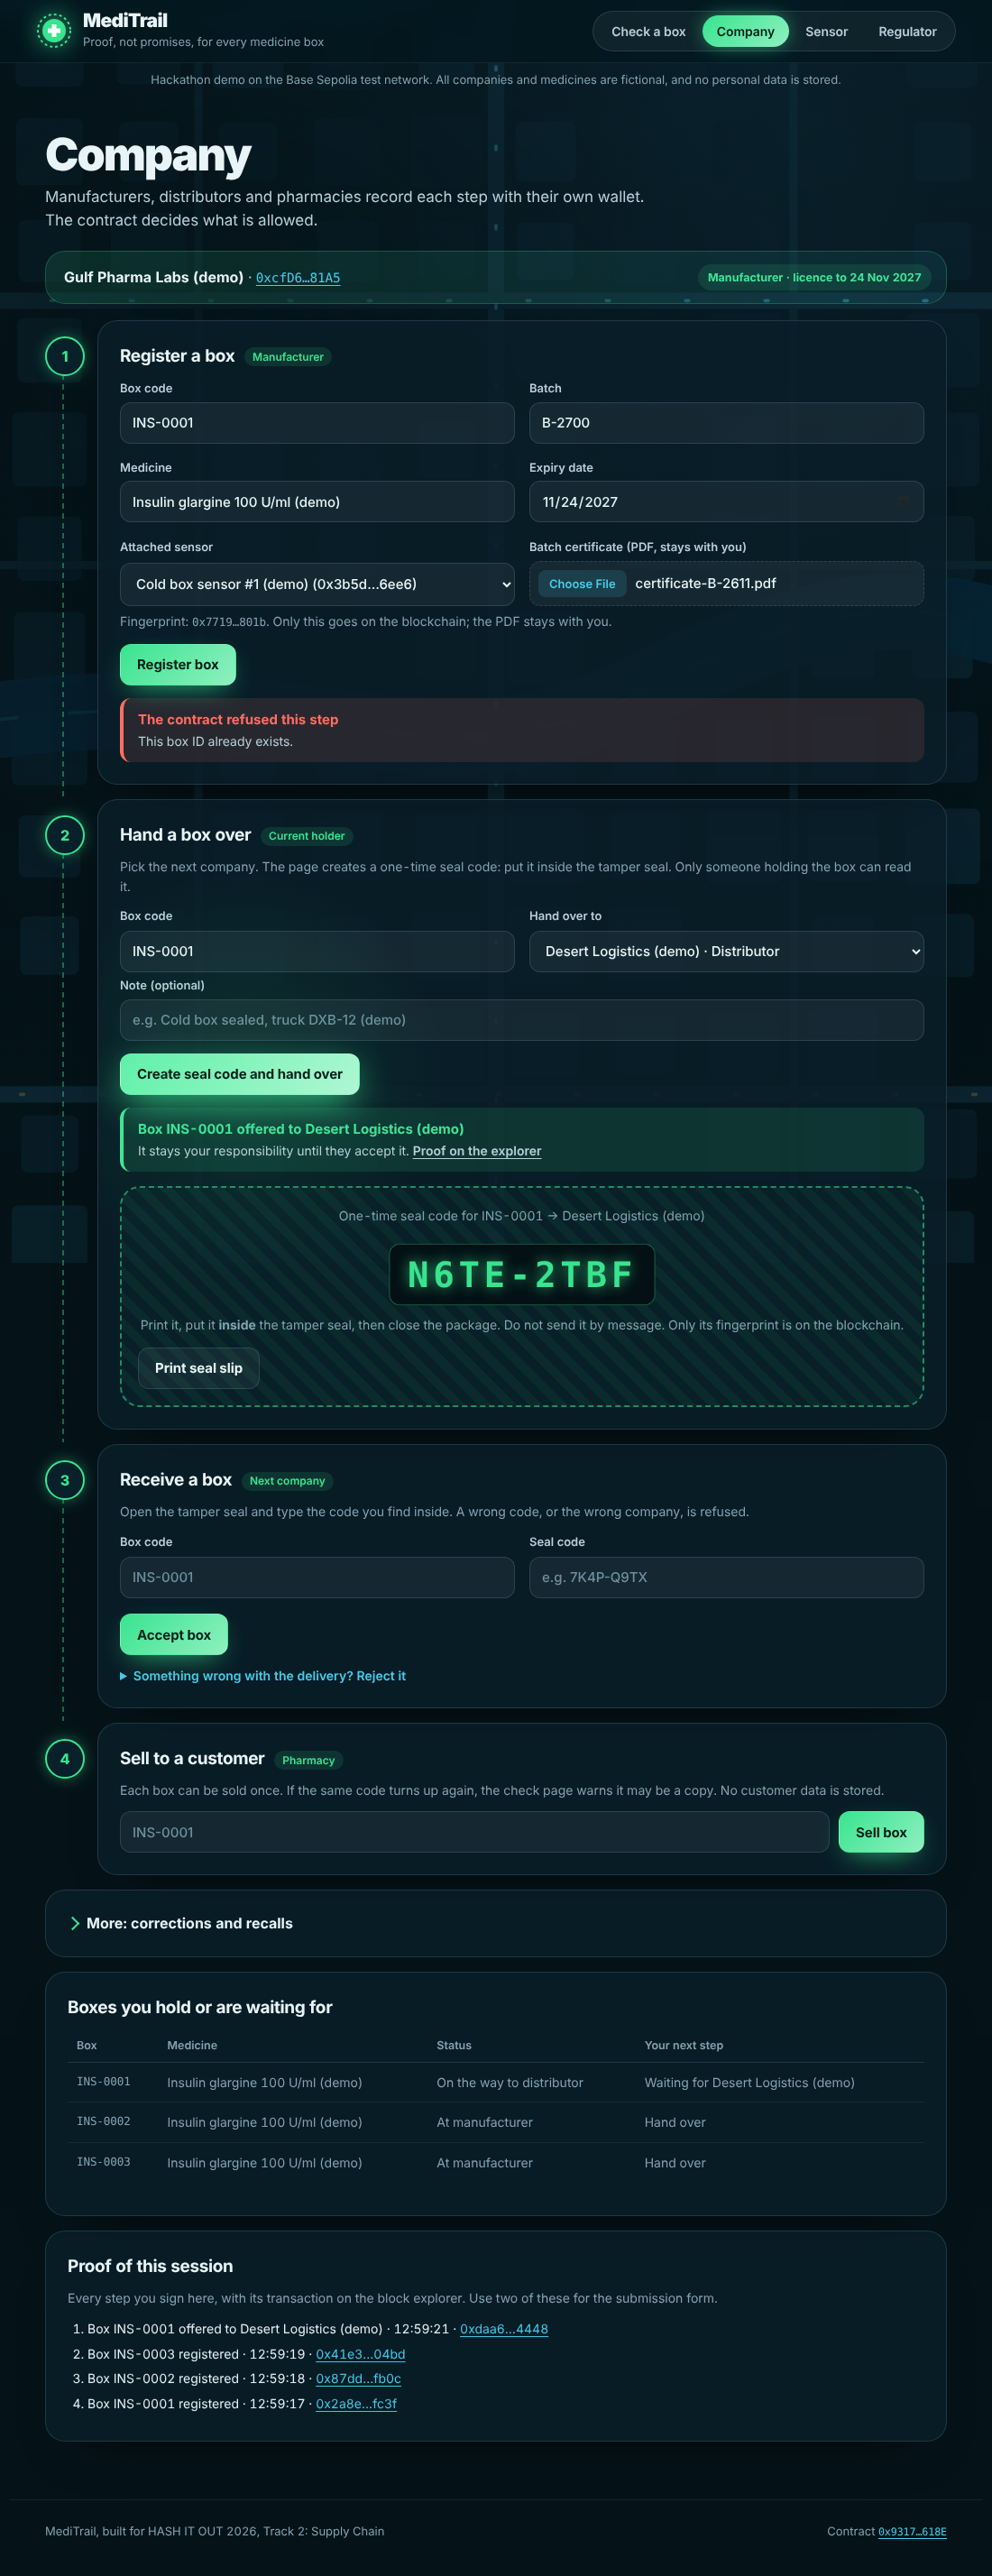 MediTrail
Proof, not promises, for every medicine box
Check a box
Company
Sensor
Regulator
Hackathon demo on the Base Sepolia test network. All companies and medicines are fictional, and no personal data is stored.
Company
Manufacturers, distributors and pharmacies record each step with their own wallet.
The contract decides what is allowed.
Gulf Pharma Labs (demo) · 0xcfD6…81A5
Manufacturer · licence to 24 Nov 2027
1
Register a box
Manufacturer
Box code
Batch
INS-0001
B-2700
Medicine
Expiry date
Insulin glargine 100 U/ml (demo)
11/24/2027
Attached sensor
Batch certificate (PDF, stays with you)
Cold box sensor #1 (demo) (0x3b5d…6ee6)
Choose File certificate-B-2611.pdf
Fingerprint: 0x7719…801b. Only this goes on the blockchain; the PDF stays with you.
Register box
The contract refused this step
This box ID already exists.
2
Hand a box over
Current holder
Pick the next company. The page creates a one-time seal code: put it inside the tamper seal. Only someone holding the box can read
it.
Box code
Hand over to
INS-0001
Desert Logistics (demo) · Distributor
Note (optional)
e.g. Cold box sealed, truck DXB-12 (demo)
Create seal code and hand over
Box INS-0001 offered to Desert Logistics (demo)
It stays your responsibility until they accept it. Proof on the explorer
One-time seal code for INS-0001 → Desert Logistics (demo)
N6TE-2TBF
Print it, put it inside the tamper seal, then close the package. Do not send it by message. Only its fingerprint is on the blockchain.
Print seal slip
3
Receive a box
Next company
Open the tamper seal and type the code you find inside. A wrong code, or the wrong company, is refused.
Box code
Seal code
INS-0001
e.g. 7K4P-Q9TX
Accept box
Something wrong with the delivery? Reject it
4
Sell to a customer
Pharmacy
Each box can be sold once. If the same code turns up again, the check page warns it may be a copy. No customer data is stored.
INS-0001
Sell box
More: corrections and recalls
Boxes you hold or are waiting for
Box Medicine Status Your next step
INS-0001 Insulin glargine 100 U/ml (demo) On the way to distributor Waiting for Desert Logistics (demo)
INS-0002 Insulin glargine 100 U/ml (demo) At manufacturer Hand over
INS-0003 Insulin glargine 100 U/ml (demo) At manufacturer Hand over
Proof of this session
Every step you sign here, with its transaction on the block explorer. Use two of these for the submission form.
1. Box INS-0001 offered to Desert Logistics (demo) · 12:59:21 · 0xdaa6…4448
2. Box INS-0003 registered · 12:59:19 · 0x41e3…04bd
3. Box INS-0002 registered · 12:59:18 · 0x87dd…fb0c
4. Box INS-0001 registered · 12:59:17 · 0x2a8e…fc3f
MediTrail, built for HASH IT OUT 2026, Track 2: Supply Chain
Contract 0x9317…618E